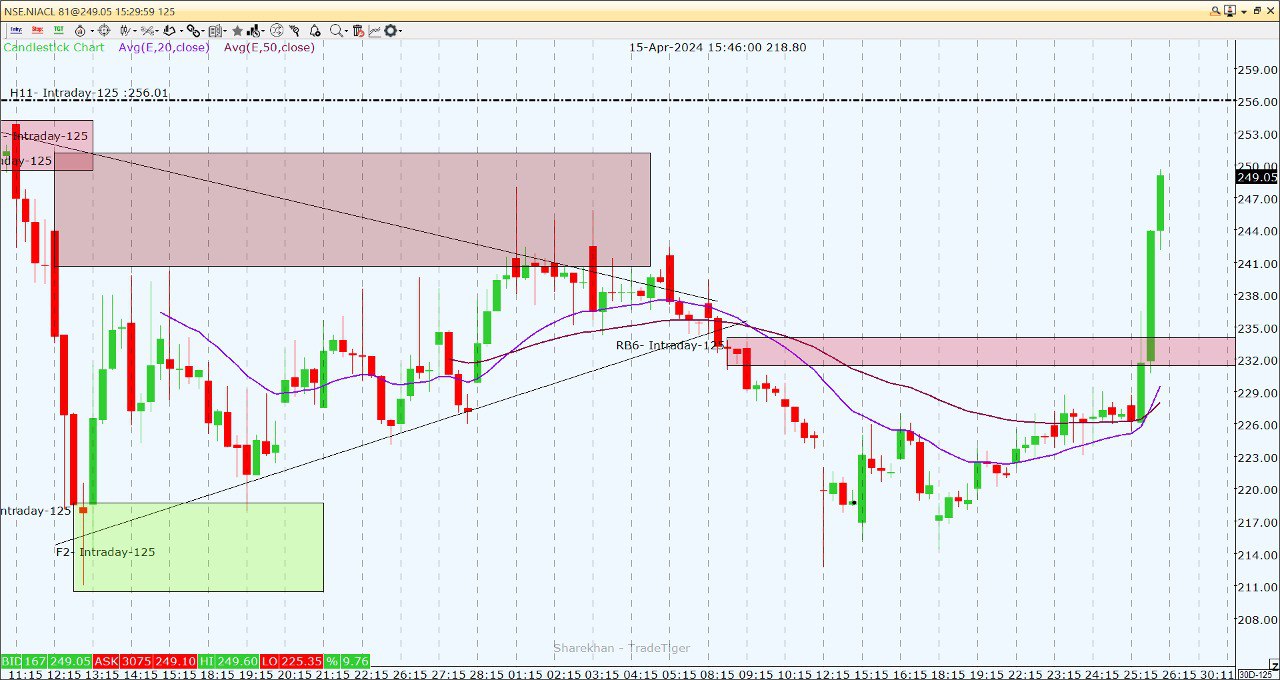 NSE.NIACL 81@249.05 15:29:59 125
Entry Stop TGT
Candlestick Chart Avg(E,20,close) Avg(E,50,close) 15-Apr-2024 15:46:00 218.80
259.00
H11- Intraday-125 :256.01
256.00
- Intraday-125
253.00
day-125
250.00
249.05
247.00
244.00
241.00
238.00
235.00
RB6- Intraday-125
232.00
229.00
226.00
223.00
220.00
ntraday-125
217.00
F2- Intraday-125
214.00
211.00
208.00
Sharekhan - TradeTiger
BID 167 249.05 ASK 3075 249.10 HI 249.60 LO 225.35 % 9.76
11:15 12:15 13:15 14:15 15:15 18:15 19:15 20:15 21:15 22:15 26:15 27:15 28:15 01:15 02:15 03:15 04:15 05:15 08:15 09:15 10:15 12:15 15:15 16:15 18:15 19:15 22:15 23:15 24:15 25:15 26:15 30:11 30D-125